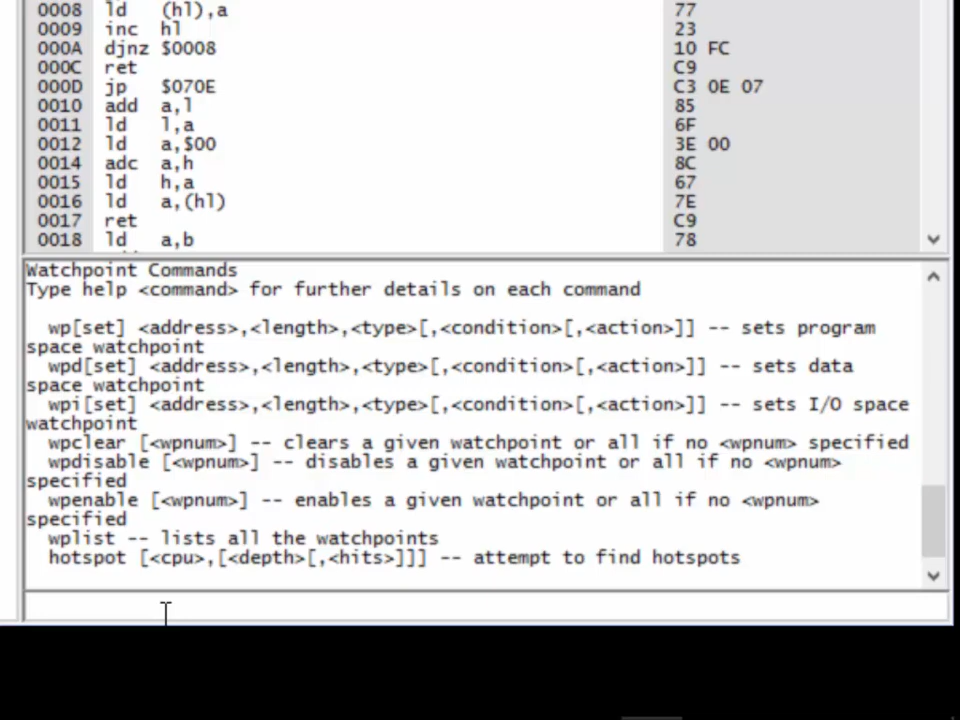 0008 ld (hl),a 77
0009 inc hl 23
000A djnz $0008 10 FC
000C ret C9
000D jp $070E C3 0E 07
0010 add a,l 85
0011 ld l,a 6F
0012 ld a,$00 3E 00
0014 adc a,h 8C
0015 ld h,a 67
0016 ld a,(hl) 7E
0017 ret C9
0018 ld a,b 78
Watchpoint Commands
Type help <command> for further details on each command
wp[set] <address>,<length>,<type>[,<condition>[,<action>]] -- sets program
space watchpoint
wpd[set] <address>,<length>,<type>[,<condition>[,<action>]] -- sets data
space watchpoint
wpi[set] <address>,<length>,<type>[,<condition>[,<action>]] -- sets I/O space
watchpoint
wpclear [<wpnum>] -- clears a given watchpoint or all if no <wpnum> specified
wpdisable [<wpnum>] -- disables a given watchpoint or all if no <wpnum>
specified
wpenable [<wpnum>] -- enables a given watchpoint or all if no <wpnum>
specified
wplist -- lists all the watchpoints
hotspot [<cpu>,[<depth>[,<hits>]]] -- attempt to find hotspots